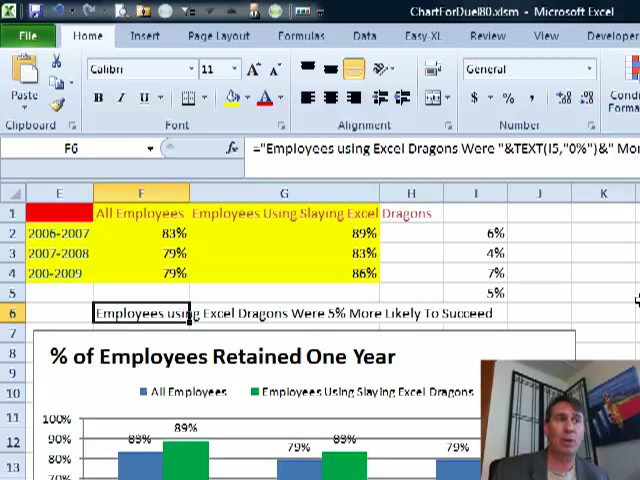 ChartForDuel80.xlsm - Microsoft Excel
File Home Insert Page Layout Formulas Data Easy-XL Review View Developer
Paste Calibri 11 A A General Condi
B I U A $ % , .00 Forma
Clipboard Font Alignment Number
F6 fx ="Employees using Excel Dragons Were "&TEXT(I5,"0%")&" Mor
E F G H I J K
1 All Employees Employees Using Slaying Excel Dragons
2 2006-2007 83% 89% 6%
3 2007-2008 79% 83% 4%
4 200-2009 79% 86% 7%
5 5%
6 Employees using Excel Dragons Were 5% More Likely To Succeed
7
8 % of Employees Retained One Year
9
10 All Employees Employees Using Slaying Excel Dragons
11 100% 89%
12 90% 83% 79% 83% 79%
80%
13 70%